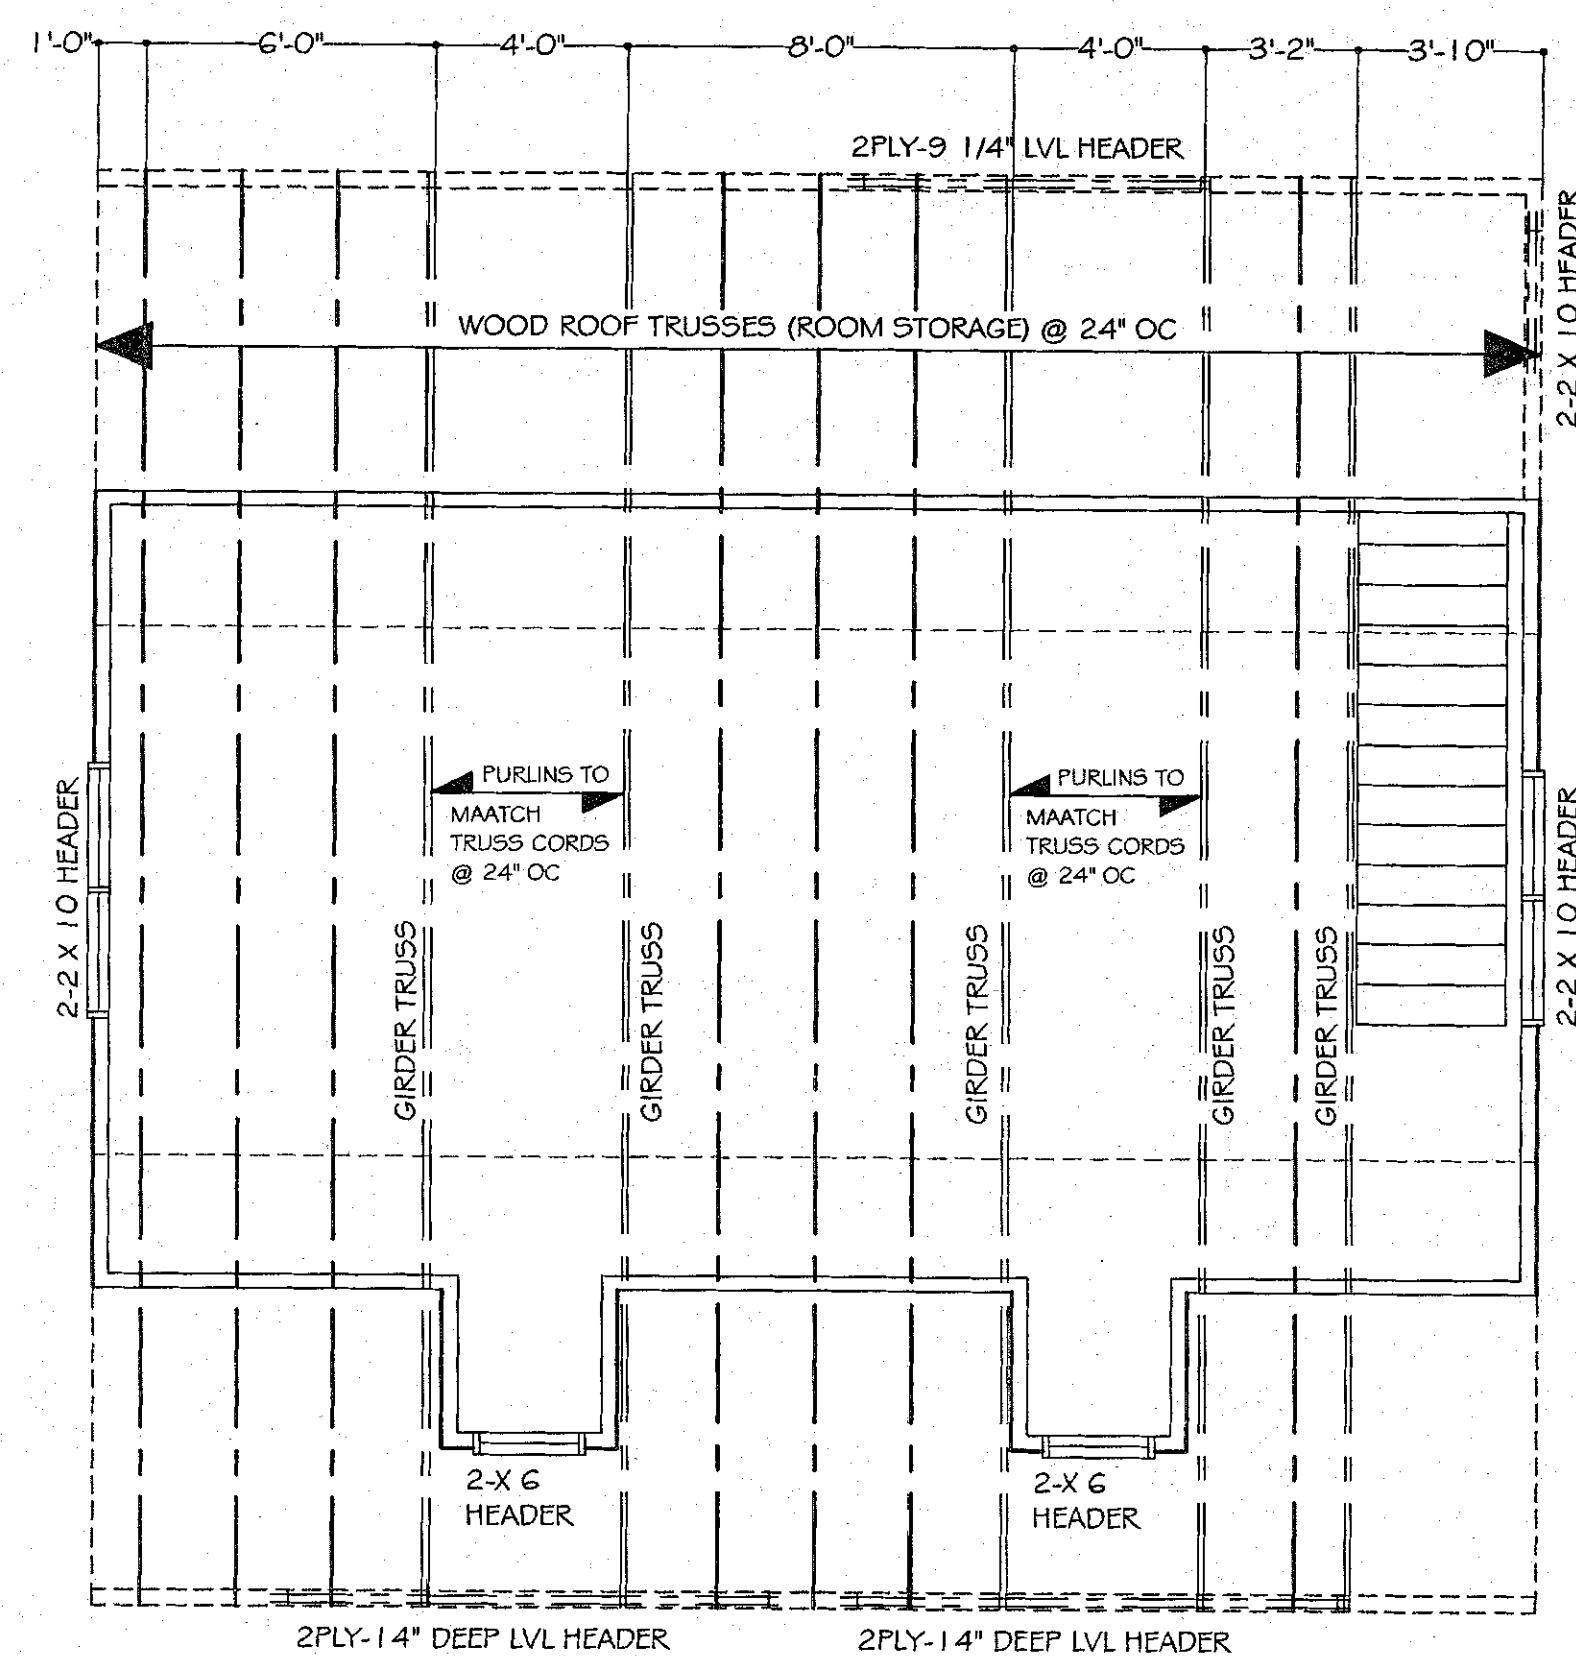 1'-0" 6'-0" 4'-0" 8'-0" 4'-0" 3'-2" 3'-10"
2PLY-9 1/4" LVL HEADER
2-2 X 10 HEADER
WOOD ROOF TRUSSES (ROOM STORAGE) @ 24" OC
PURLINS TO
MAATCH
TRUSS CORDS
@ 24" OC
PURLINS TO
MAATCH
TRUSS CORDS
@ 24" OC
2-2 X 10 HEADER
GIRDER TRUSS
GIRDER TRUSS
GIRDER TRUSS
GIRDER TRUSS
GIRDER TRUSS
2-2 X 10 HEADER
2-X 6
HEADER
2-X 6
HEADER
2PLY-14" DEEP LVL HEADER
2PLY-14" DEEP LVL HEADER